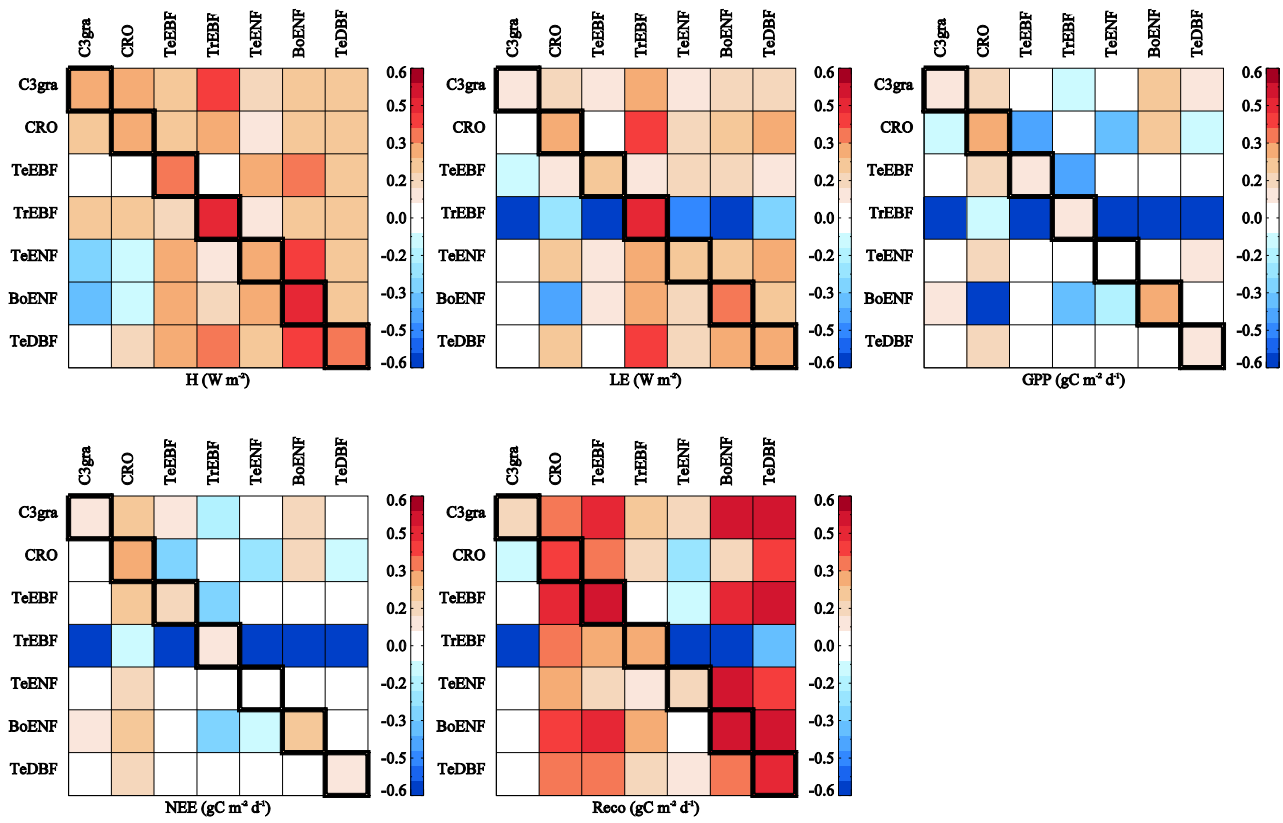 C3gra CRO TeEBF TrEBF TeENF BoENF TeDBF
C3gra
CRO
TeEBF
TrEBF
TeENF
BoENF
TeDBF
0.6
0.5
0.3
0.2
0.0
-0.2
-0.3
-0.5
-0.6
H (W m⁻²)
C3gra CRO TeEBF TrEBF TeENF BoENF TeDBF
C3gra
CRO
TeEBF
TrEBF
TeENF
BoENF
TeDBF
0.6
0.5
0.3
0.2
0.0
-0.2
-0.3
-0.5
-0.6
LE (W m⁻²)
C3gra CRO TeEBF TrEBF TeENF BoENF TeDBF
C3gra
CRO
TeEBF
TrEBF
TeENF
BoENF
TeDBF
0.6
0.5
0.3
0.2
0.0
-0.2
-0.3
-0.5
-0.6
GPP (gC m⁻² d⁻¹)
C3gra CRO TeEBF TrEBF TeENF BoENF TeDBF
C3gra
CRO
TeEBF
TrEBF
TeENF
BoENF
TeDBF
0.6
0.5
0.3
0.2
0.0
-0.2
-0.3
-0.5
-0.6
NEE (gC m⁻² d⁻¹)
C3gra CRO TeEBF TrEBF TeENF BoENF TeDBF
C3gra
CRO
TeEBF
TrEBF
TeENF
BoENF
TeDBF
0.6
0.5
0.3
0.2
0.0
-0.2
-0.3
-0.5
-0.6
Reco (gC m⁻² d⁻¹)